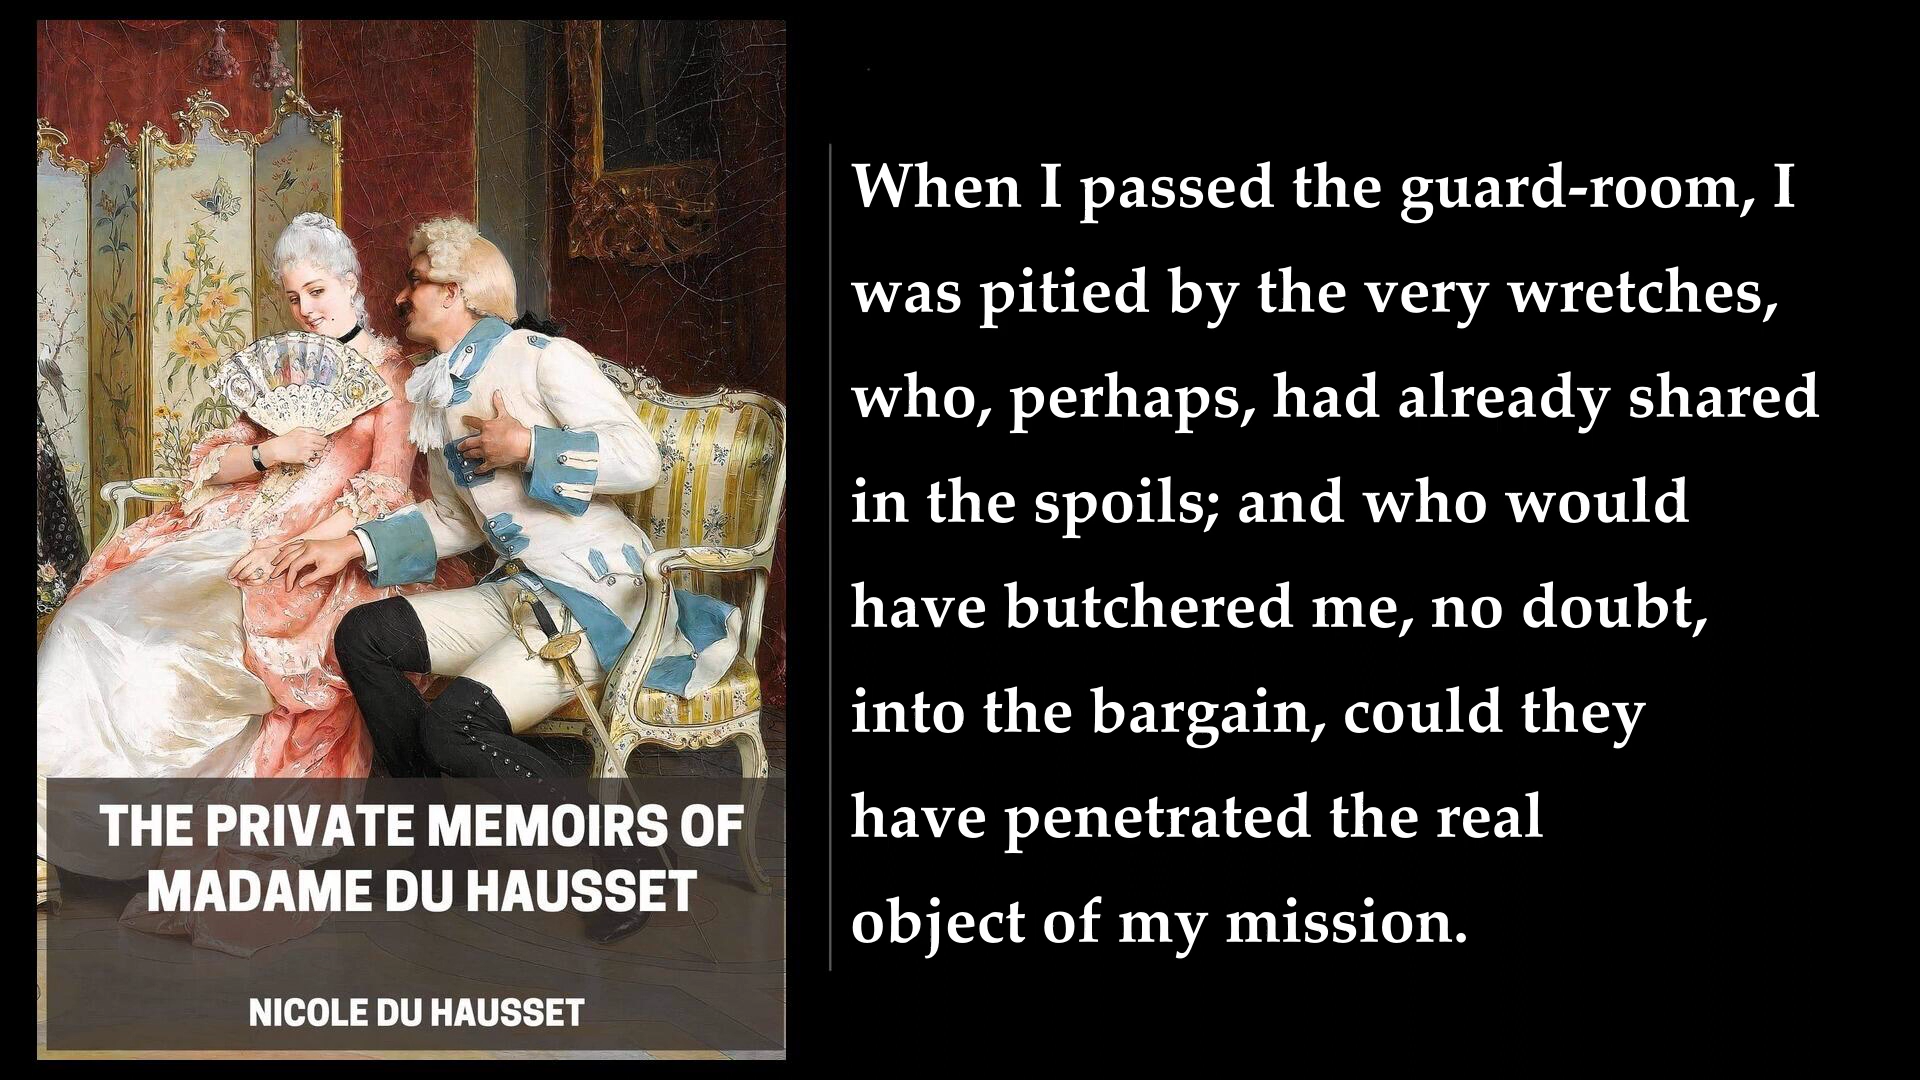 THE PRIVATE MEMOIRS OF
MADAME DU HAUSSET
NICOLE DU HAUSSET
When I passed the guard-room, I
was pitied by the very wretches,
who, perhaps, had already shared
in the spoils; and who would
have butchered me, no doubt,
into the bargain, could they
have penetrated the real
object of my mission.